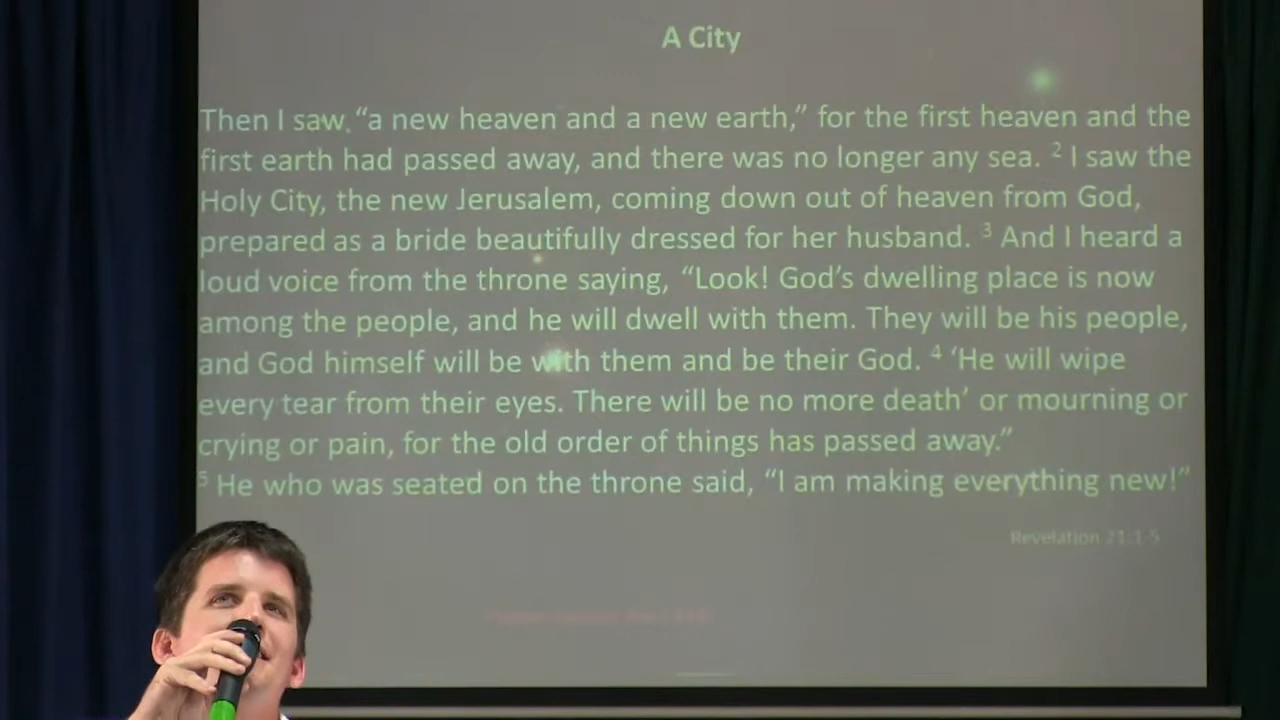 A City
Then I saw “a new heaven and a new earth,” for the first heaven and the
first earth had passed away, and there was no longer any sea. ² I saw the
Holy City, the new Jerusalem, coming down out of heaven from God,
prepared as a bride beautifully dressed for her husband. ³ And I heard a
loud voice from the throne saying, “Look! God’s dwelling place is now
among the people, and he will dwell with them. They will be his people,
and God himself will be with them and be their God. ⁴ ‘He will wipe
every tear from their eyes. There will be no more death’ or mourning or
crying or pain, for the old order of things has passed away.”
⁵ He who was seated on the throne said, “I am making everything new!”
Revelation 21:1-5